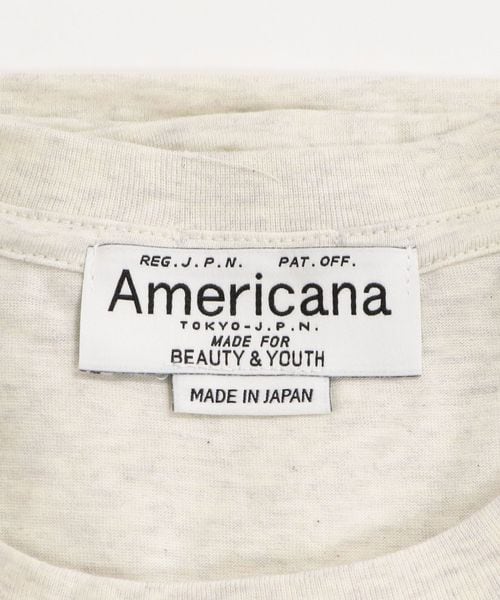 REG.J.P.N. PAT.OFF.
Americana
TOKYO-J.P.N.
MADE FOR
BEAUTY & YOUTH
MADE IN JAPAN